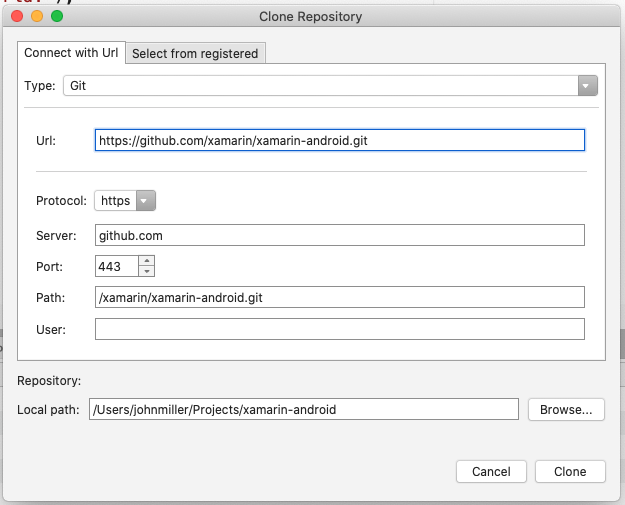 Clone Repository
Connect with Url Select from registered
Type: Git
Url: https://github.com/xamarin/xamarin-android.git
Protocol: https
Server: github.com
Port: 443
Path: /xamarin/xamarin-android.git
User:
Repository:
Local path: /Users/johnmiller/Projects/xamarin-android Browse...
Cancel Clone